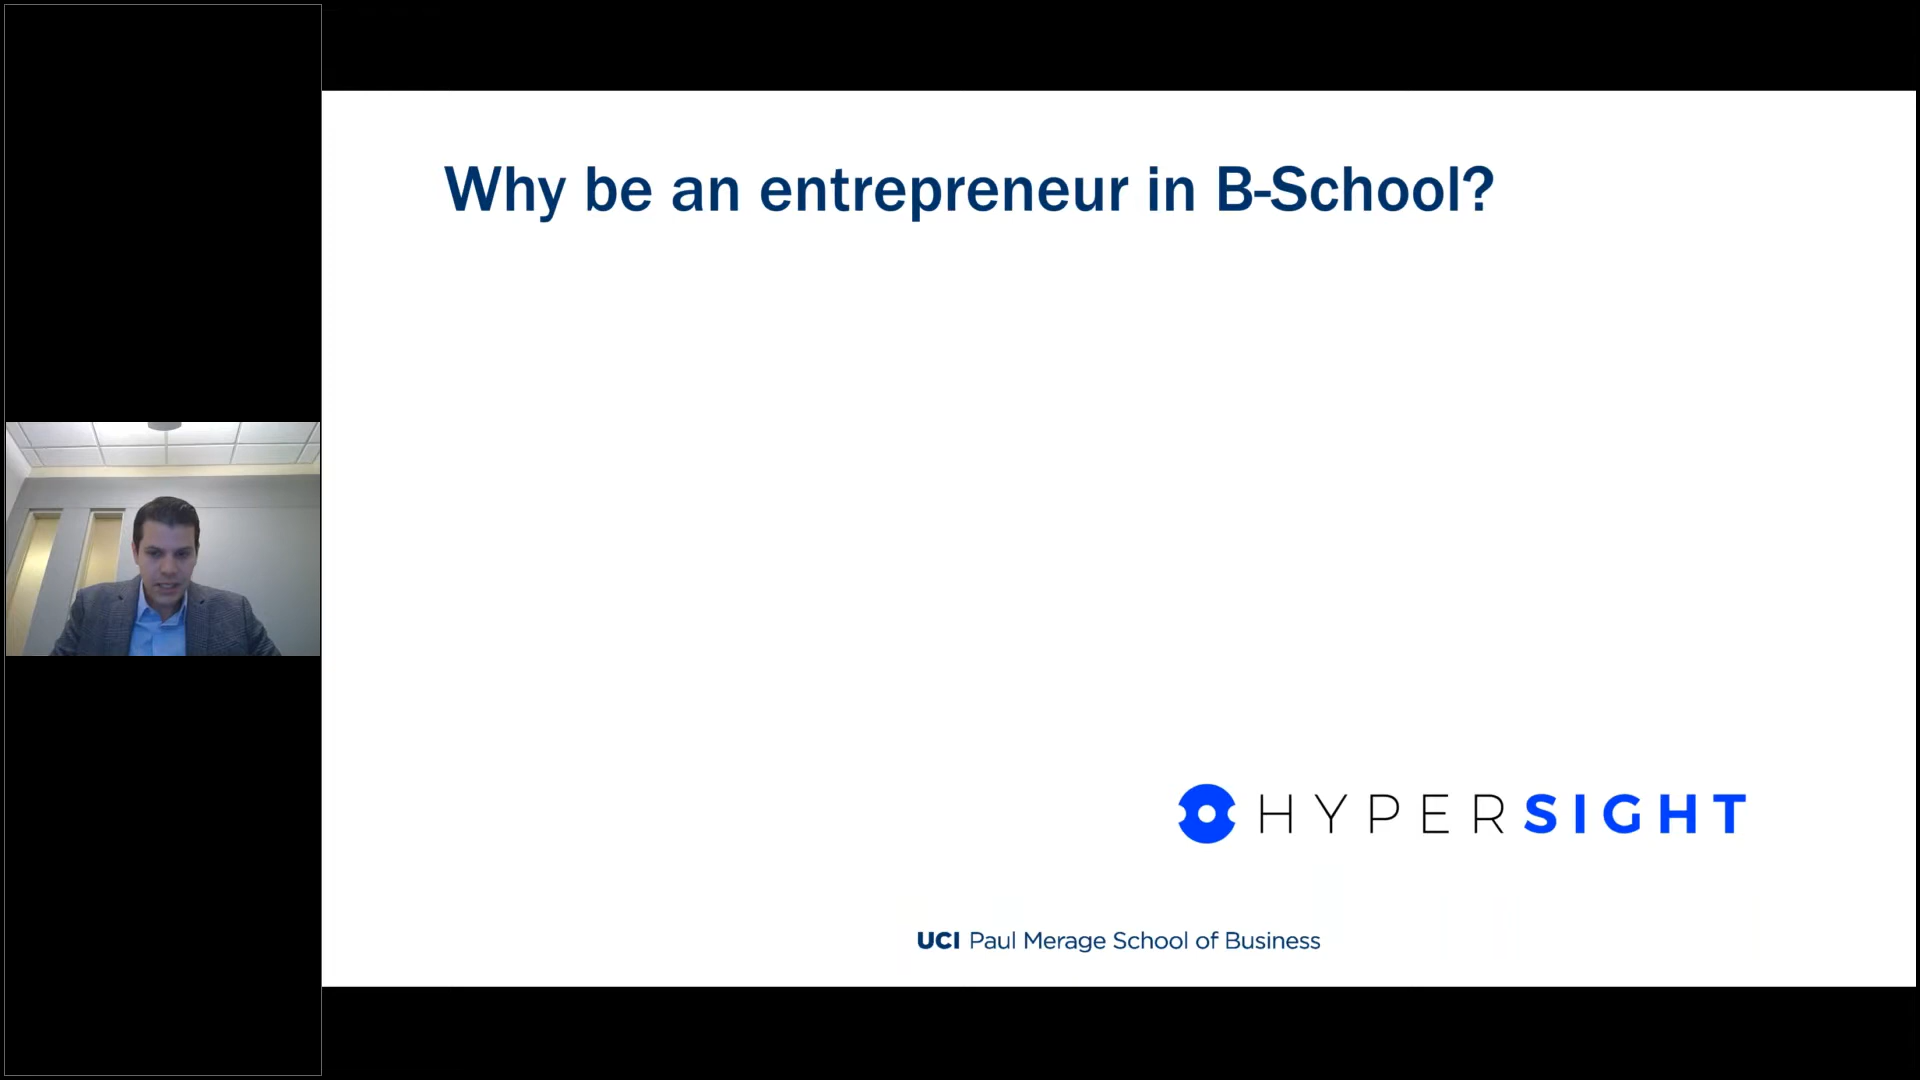 Why be an entrepreneur in B-School?
HYPERSIGHT
UCI Paul Merage School of Business